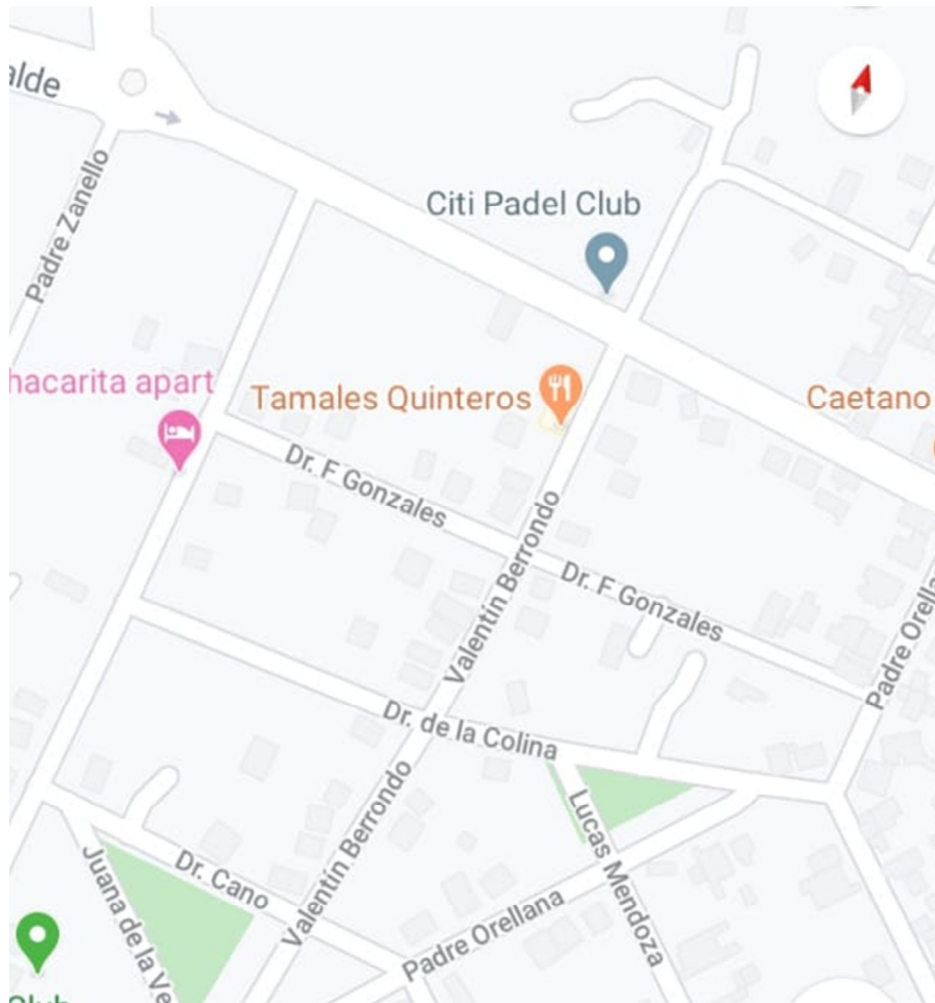 alde
Padre Zanello
Citi Padel Club
hacarita apart
Tamales Quinteros
Caetano
Dr. F Gonzales
Valentín Berrondo
Dr. F Gonzales
Padre Orella
Dr. de la Colina
Lucas Mendoza
Valentín Berrondo
Dr. Cano
Juana de la Ve
Padre Orellana
Club